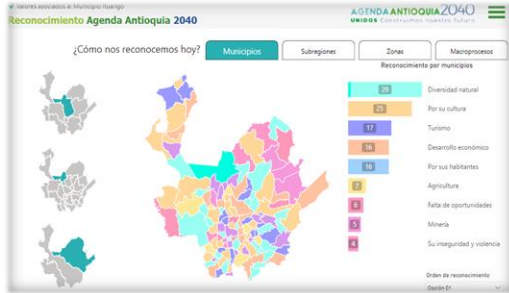 Valores asociados a: Municipio Ituango
Reconocimiento Agenda Antioquia 2040
AGENDA ANTIOQUIA 2040
UNIDOS Construimos nuestro futuro
¿Cómo nos reconocemos hoy?
Municipios
Subregiones
Zonas
Macroprocesos
Reconocimiento por municipios
29 Diversidad natural
25 Por su cultura
17 Turismo
16 Desarrollo económico
16 Por sus habitantes
7 Agricultura
6 Falta de oportunidades
5 Minería
4 Su inseguridad y violencia
Orden de reconocimiento
Opción 01